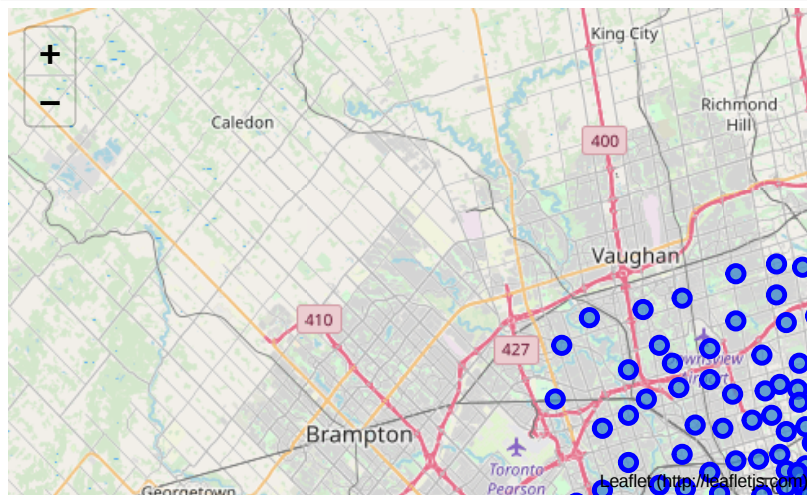 King City
+
−
Caledon
Richmond
Hill
400
Vaughan
410
427
Brampton
Toronto
Pearson
Georgetown
Leaflet (http://leafletjs.com)